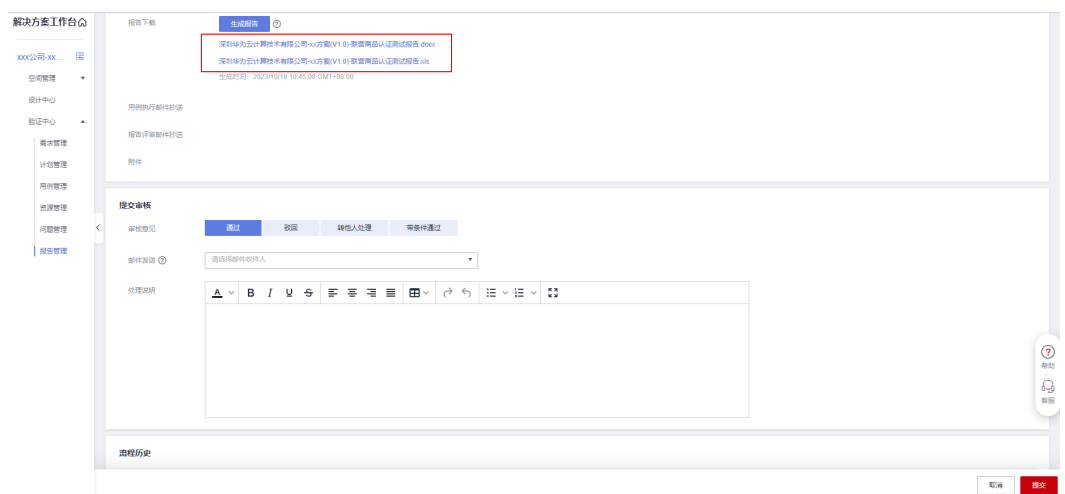 解决方案工作台
xxx公司-xx...
空间管理
设计中心
验证中心
需求管理
计划管理
用例管理
资源管理
问题管理
报告管理
报告下载
生成报告
深圳华为云计算技术有限公司-xx方案(V1.0)-联营商品认证测试报告.docx
深圳华为云计算技术有限公司-xx方案(V1.0)-联营商品认证测试报告.xls
生成时间：2023/10/19 10:45:08 GMT+08:00
用例执行邮件抄送
报告评审邮件抄送
附件
提交审核
审核意见
通过 驳回 转他人处理 带条件通过
邮件发送
请选择邮件收件人
处理说明
A B I U S
流程历史
帮助
客服
取消 提交